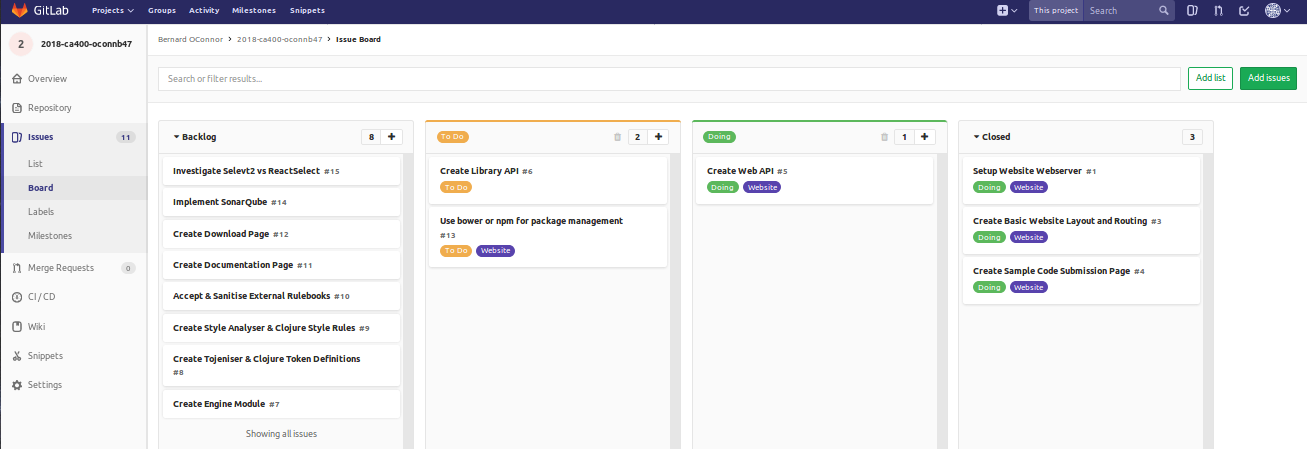 GitLab Projects Groups Activity Milestones Snippets This project Search
2 2018-ca400-oconnb47
Bernard OConnor > 2018-ca400-oconnb47 > Issue Board
Overview
Repository
Issues 11
List
Board
Labels
Milestones
Merge Requests 0
CI / CD
Wiki
Snippets
Settings
Search or filter results... Add list Add issues
Backlog 8 +
Investigate Selevt2 vs ReactSelect #15
Implement SonarQube #14
Create Download Page #12
Create Documentation Page #11
Accept & Sanitise External Rulebooks #10
Create Style Analyser & Clojure Style Rules #9
Create Tojeniser & Clojure Token Definitions
#8
Create Engine Module #7
Showing all issues
To Do 2 +
Create Library API #6
To Do
Use bower or npm for package management
#13
To Do Website
Doing 1 +
Create Web API #5
Doing Website
Closed 3
Setup Website Webserver #1
Doing Website
Create Basic Website Layout and Routing #3
Doing Website
Create Sample Code Submission Page #4
Doing Website